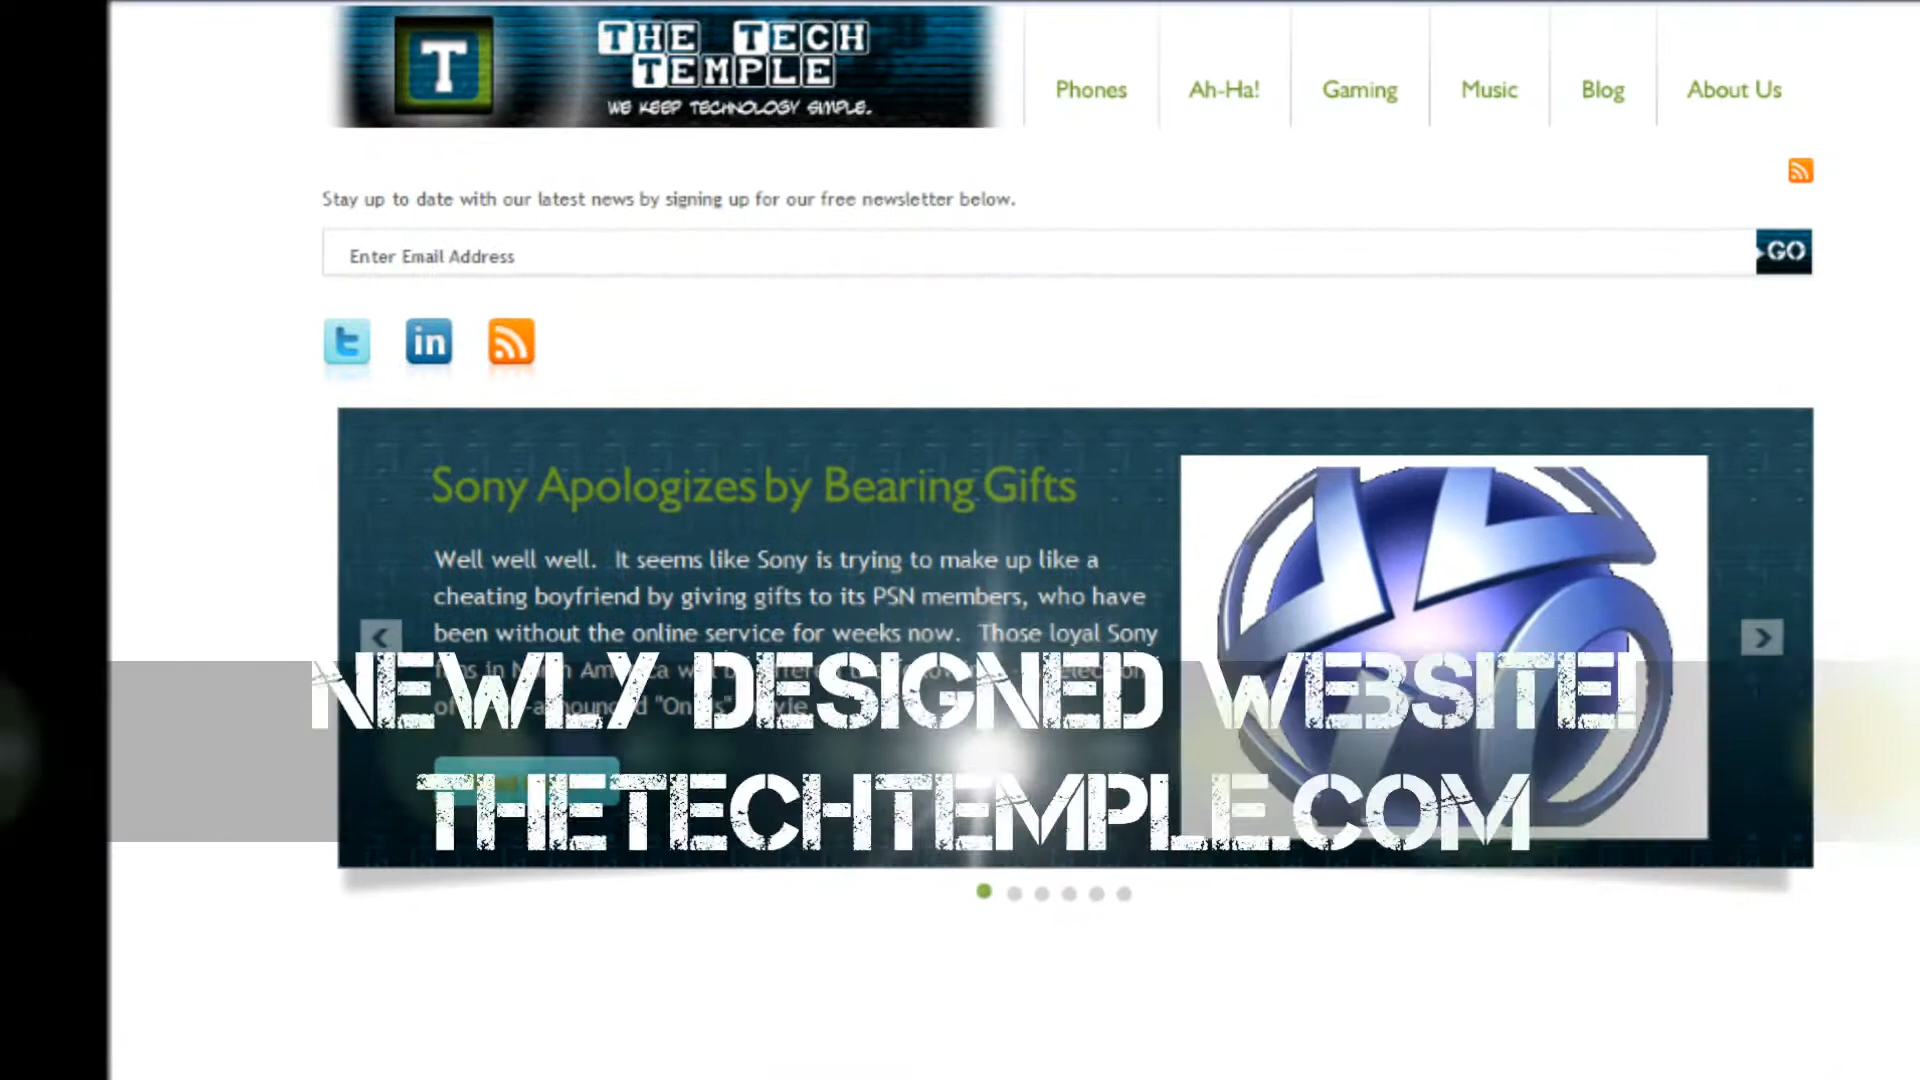 T
THE TECH
TEMPLE
WE KEEP TECHNOLOGY SIMPLE.
Phones
Ah-Ha!
Gaming
Music
Blog
About Us
Stay up to date with our latest news by signing up for our free newsletter below.
Enter Email Address
GO
t
in
Sony Apologizes by Bearing Gifts
Well well well. It seems like Sony is trying to make up like a
cheating boyfriend by giving gifts to its PSN members, who have
been without the online service for weeks now. Those loyal Sony
NEWLY DESIGNED WEBSITE!
THETECHTEMPLE.COM